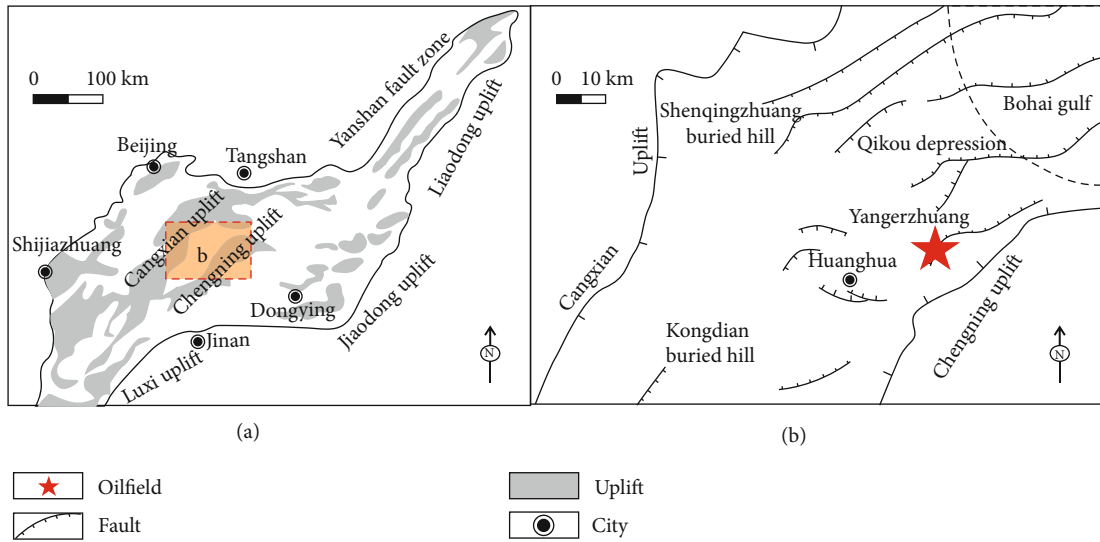 0 100 km
Yanshan fault zone
Beijing
Tangshan
Liaodong uplift
Shijiazhuang
Cangxian uplift
b
Chengning uplift
Dongying
Jiaodong uplift
Jinan
Luxi uplift
N
(a)
0 10 km
Shenqingzhuang
buried hill
Bohai gulf
Uplift
Qikou depression
Yangerzhuang
Huanghua
Cangxian
Kongdian
buried hill
Chengning uplift
N
(b)
Oilfield
Uplift
Fault
City